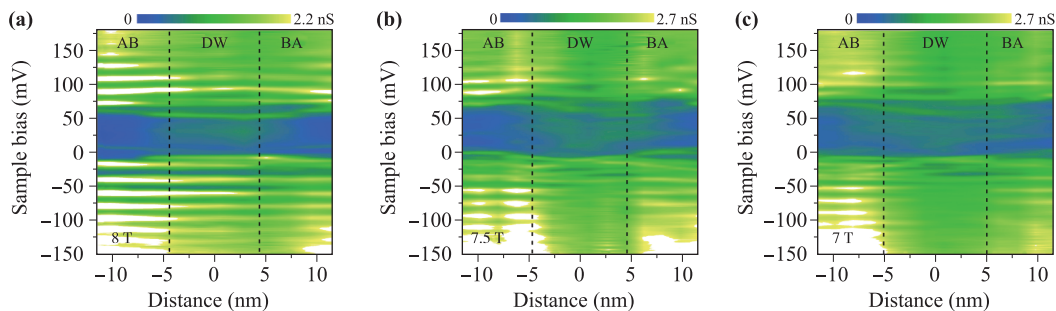 (a)
0 2.2 nS
AB DW BA
Sample bias (mV)
150
100
50
0
−50
−100
−150
8 T
−10 −5 0 5 10
Distance (nm)
(b)
0 2.7 nS
AB DW BA
Sample bias (mV)
150
100
50
0
−50
−100
−150
7.5 T
−10 −5 0 5 10
Distance (nm)
(c)
0 2.7 nS
AB DW BA
Sample bias (mV)
150
100
50
0
−50
−100
−150
7 T
−10 −5 0 5 10
Distance (nm)